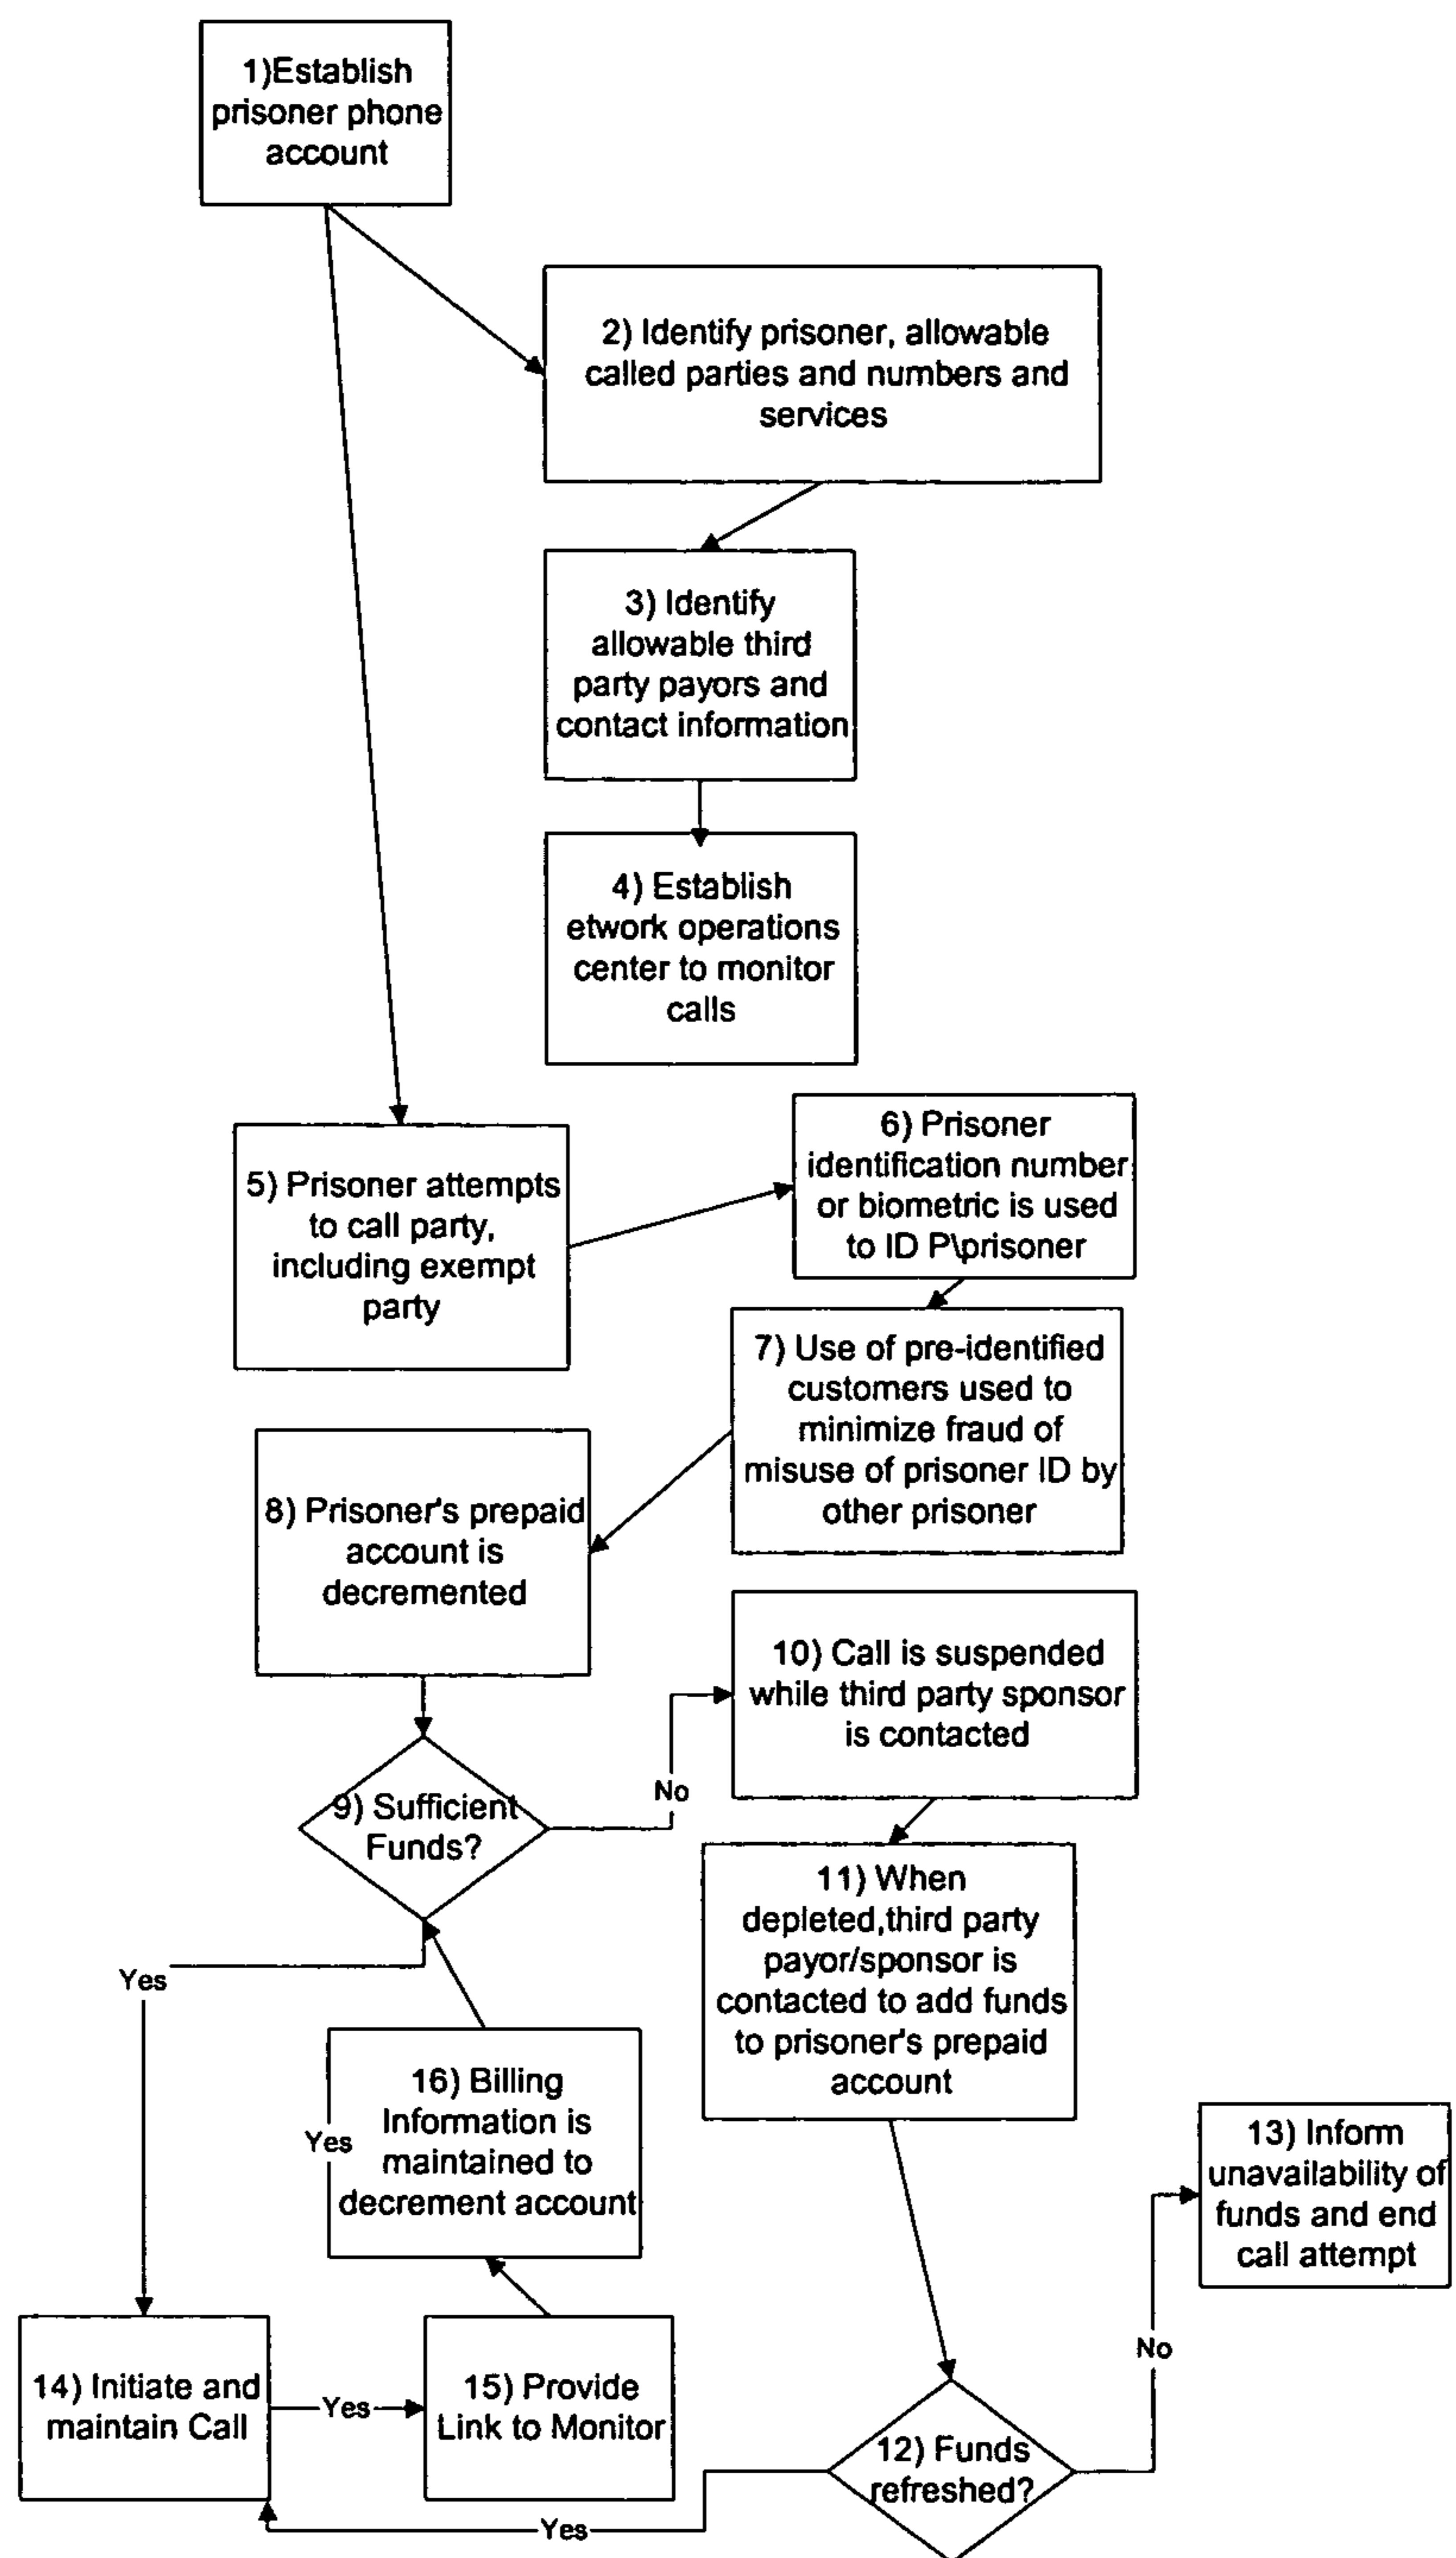 1)Establish
prisoner phone
account
2) Identify prisoner, allowable
called parties and numbers and
services
3) Identify
allowable third
party payors and
contact information
4) Establish
etwork operations
center to monitor
calls
5) Prisoner attempts
to call party,
including exempt
party
6) Prisoner
identification number
or biometric is used
to ID P\prisoner
7) Use of pre-identified
customers used to
minimize fraud of
misuse of prisoner ID by
other prisoner
8) Prisoner's prepaid
account is
decremented
9) Sufficient
Funds?
No
10) Call is suspended
while third party sponsor
is contacted
11) When
depleted,third party
payor/sponsor is
contacted to add funds
to prisoner's prepaid
account
Yes
16) Billing
Information is
maintained to
decrement account
Yes
13) Inform
unavailability of
funds and end
call attempt
No
14) Initiate and
maintain Call
Yes
15) Provide
Link to Monitor
12) Funds
refreshed?
Yes